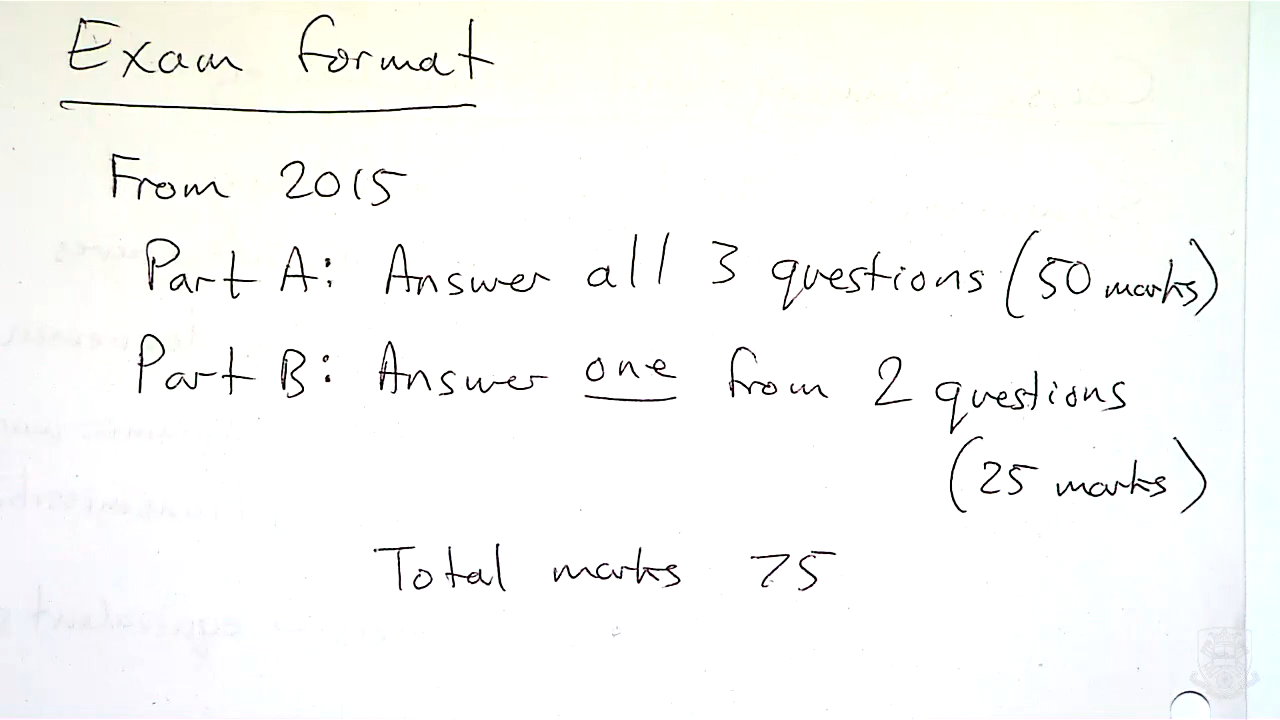 Exam format
From 2015
Part A: Answer all 3 questions (50 marks)
Part B: Answer one from 2 questions
(25 marks)
Total marks 75